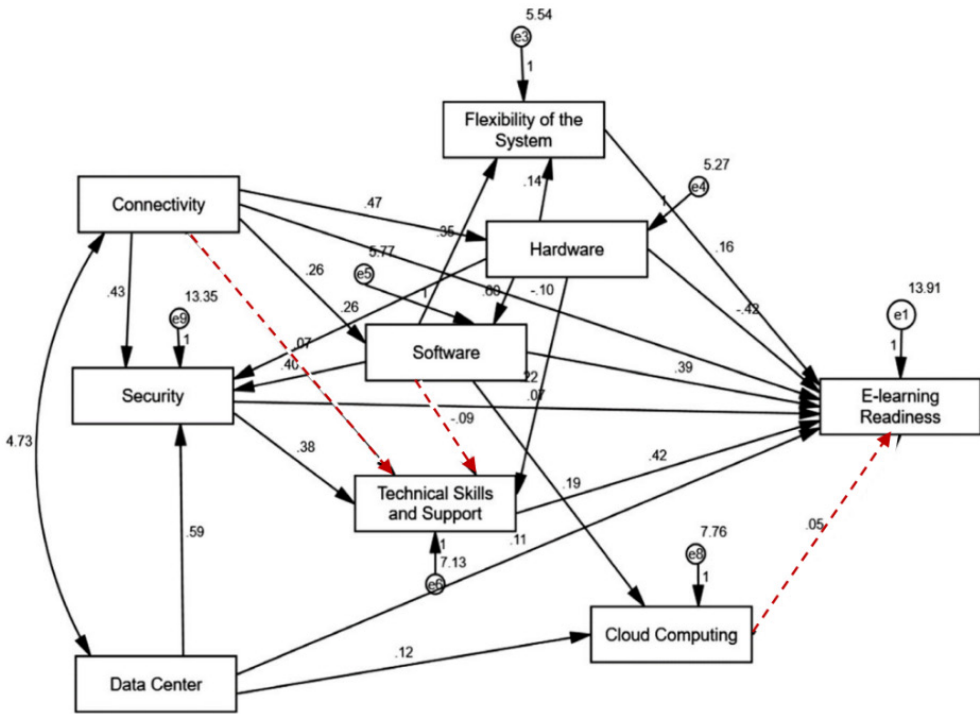 5.54
e3
1
Flexibility of the
System
5.27
e4
1
.14
Connectivity
.47
.35
Hardware
.16
5.77
.26
e5
1
.60
-.10
-.42
13.91
e1
1
.43
13.35
e9
1
.26
.07
.40
Software
.39
.22
.07
Security
E-learning
Readiness
-.09
4.73
.38
.42
Technical Skills
and Support
.19
.59
1
7.13
e6
.11
7.76
e8
1
.05
Cloud Computing
.12
Data Center